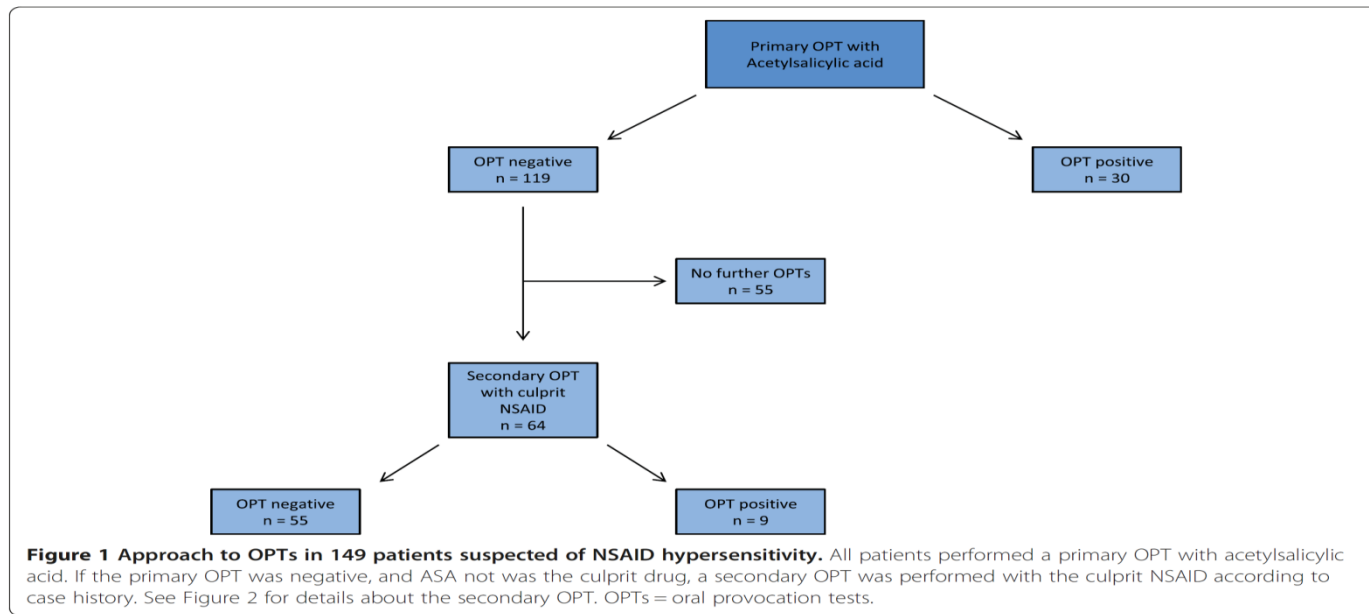 Primary OPT with
Acetylsalicylic acid
OPT negative
n = 119
OPT positive
n = 30
No further OPTs
n = 55
Secondary OPT
with culprit
NSAID
n = 64
OPT negative
n = 55
OPT positive
n = 9
Figure 1 Approach to OPTs in 149 patients suspected of NSAID hypersensitivity. All patients performed a primary OPT with acetylsalicylic
acid. If the primary OPT was negative, and ASA not was the culprit drug, a secondary OPT was performed with the culprit NSAID according to
case history. See Figure 2 for details about the secondary OPT. OPTs = oral provocation tests.